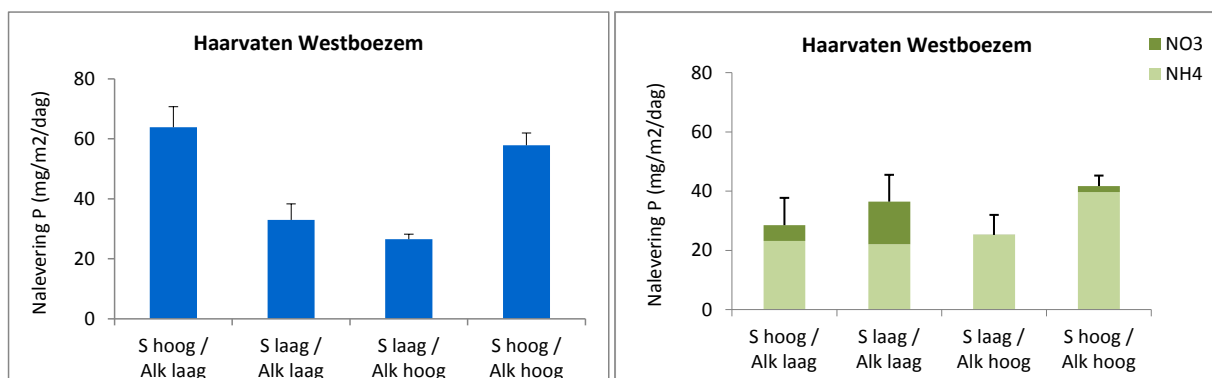 Haarvaten Westboezem
Nalevering P (mg/m2/dag)
80
60
40
20
0
S hoog / Alk laag
S laag / Alk laag
S laag / Alk hoog
S hoog / Alk hoog
Haarvaten Westboezem
NO3
NH4
Nalevering P (mg/m2/dag)
80
60
40
20
0
S hoog / Alk laag
S laag / Alk laag
S laag / Alk hoog
S hoog / Alk hoog